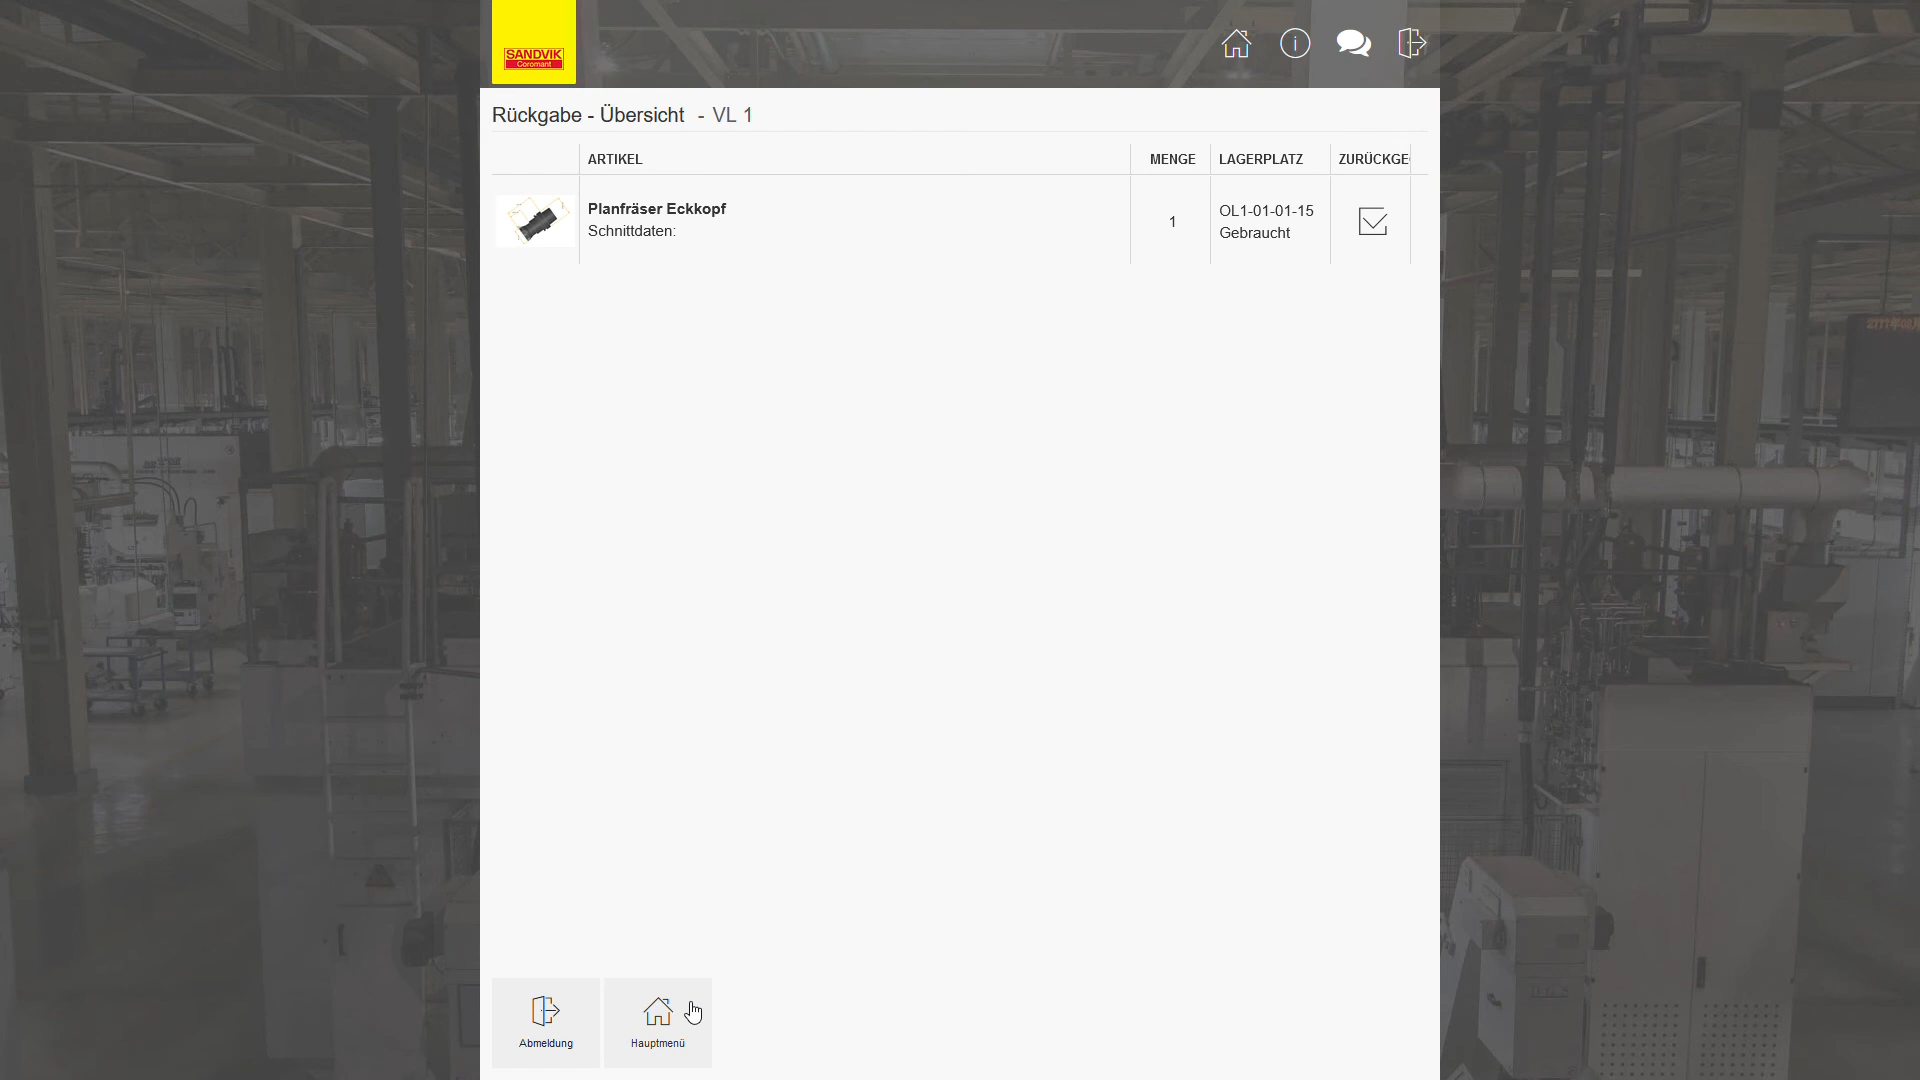 SANDVIK
Coromant
Rückgabe - Übersicht - VL 1
ARTIKEL MENGE LAGERPLATZ ZURÜCKGE
Planfräser Eckkopf
Schnittdaten:
1
OL1-01-01-15
Gebraucht
Abmeldung Hauptmenü